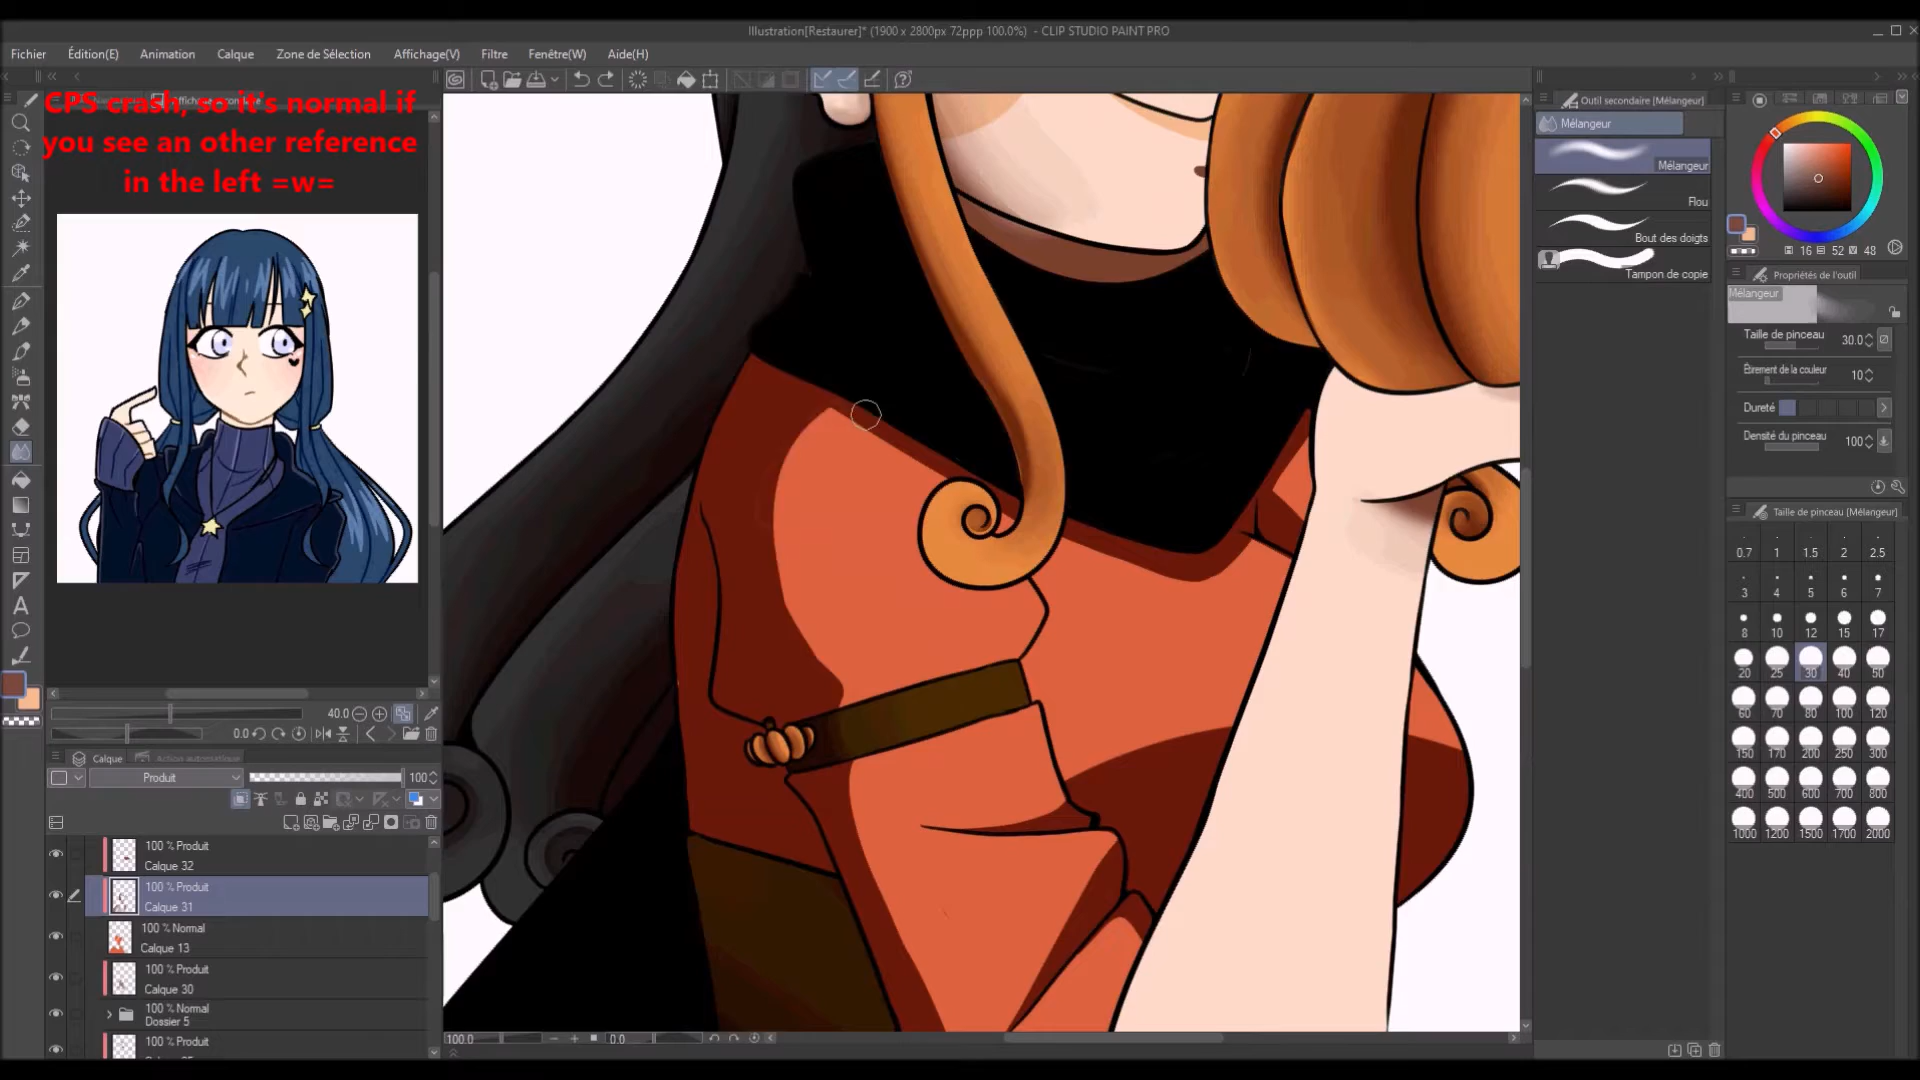 Illustration[Restaurer]* (1900 x 2800px 72ppp 100.0%) - CLIP STUDIO PAINT PRO
Fichier Édition(E) Animation Calque Zone de Sélection Affichage(V) Filtre Fenêtre(W) Aide(H)
CPS crash, so it's normal if
you see an other reference
in the left =w=
Outil secondaire [Mélangeur]
Mélangeur
Mélangeur
Flou
Bout des doigts
Tampon de copie
16 52 48
Propriétés de l'outil
Mélangeur
Taille de pinceau 30.0
Étirement de la couleur 10
Dureté
Densité du pinceau 100
Taille de pinceau [Mélangeur]
0.7 1 1.5 2 2.5
3 4 5 6 7
8 10 12 15 17
20 25 30 40 50
60 70 80 100 120
150 170 200 250 300
400 500 600 700 800
1000 1200 1500 1700 2000
40.0
0.0
Calque Action automatique
Produit 100
100 % Produit
Calque 32
100 % Produit
Calque 31
100 % Normal
Calque 13
100 % Produit
Calque 30
100 % Normal
Dossier 5
100 % Produit
100.0 0.0